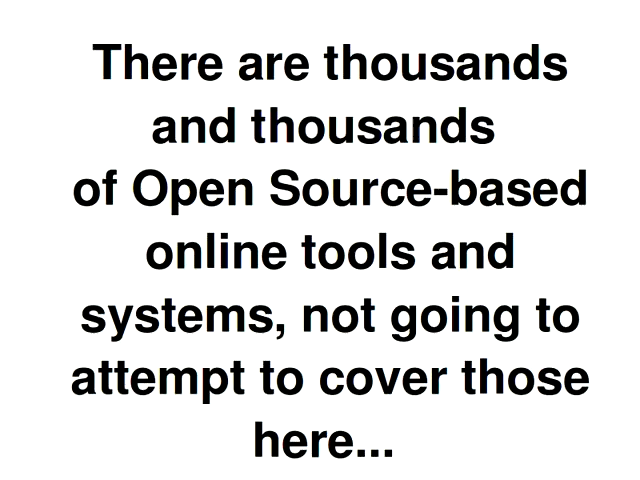 There are thousands
and thousands
of Open Source-based
online tools and
systems, not going to
attempt to cover those
here...